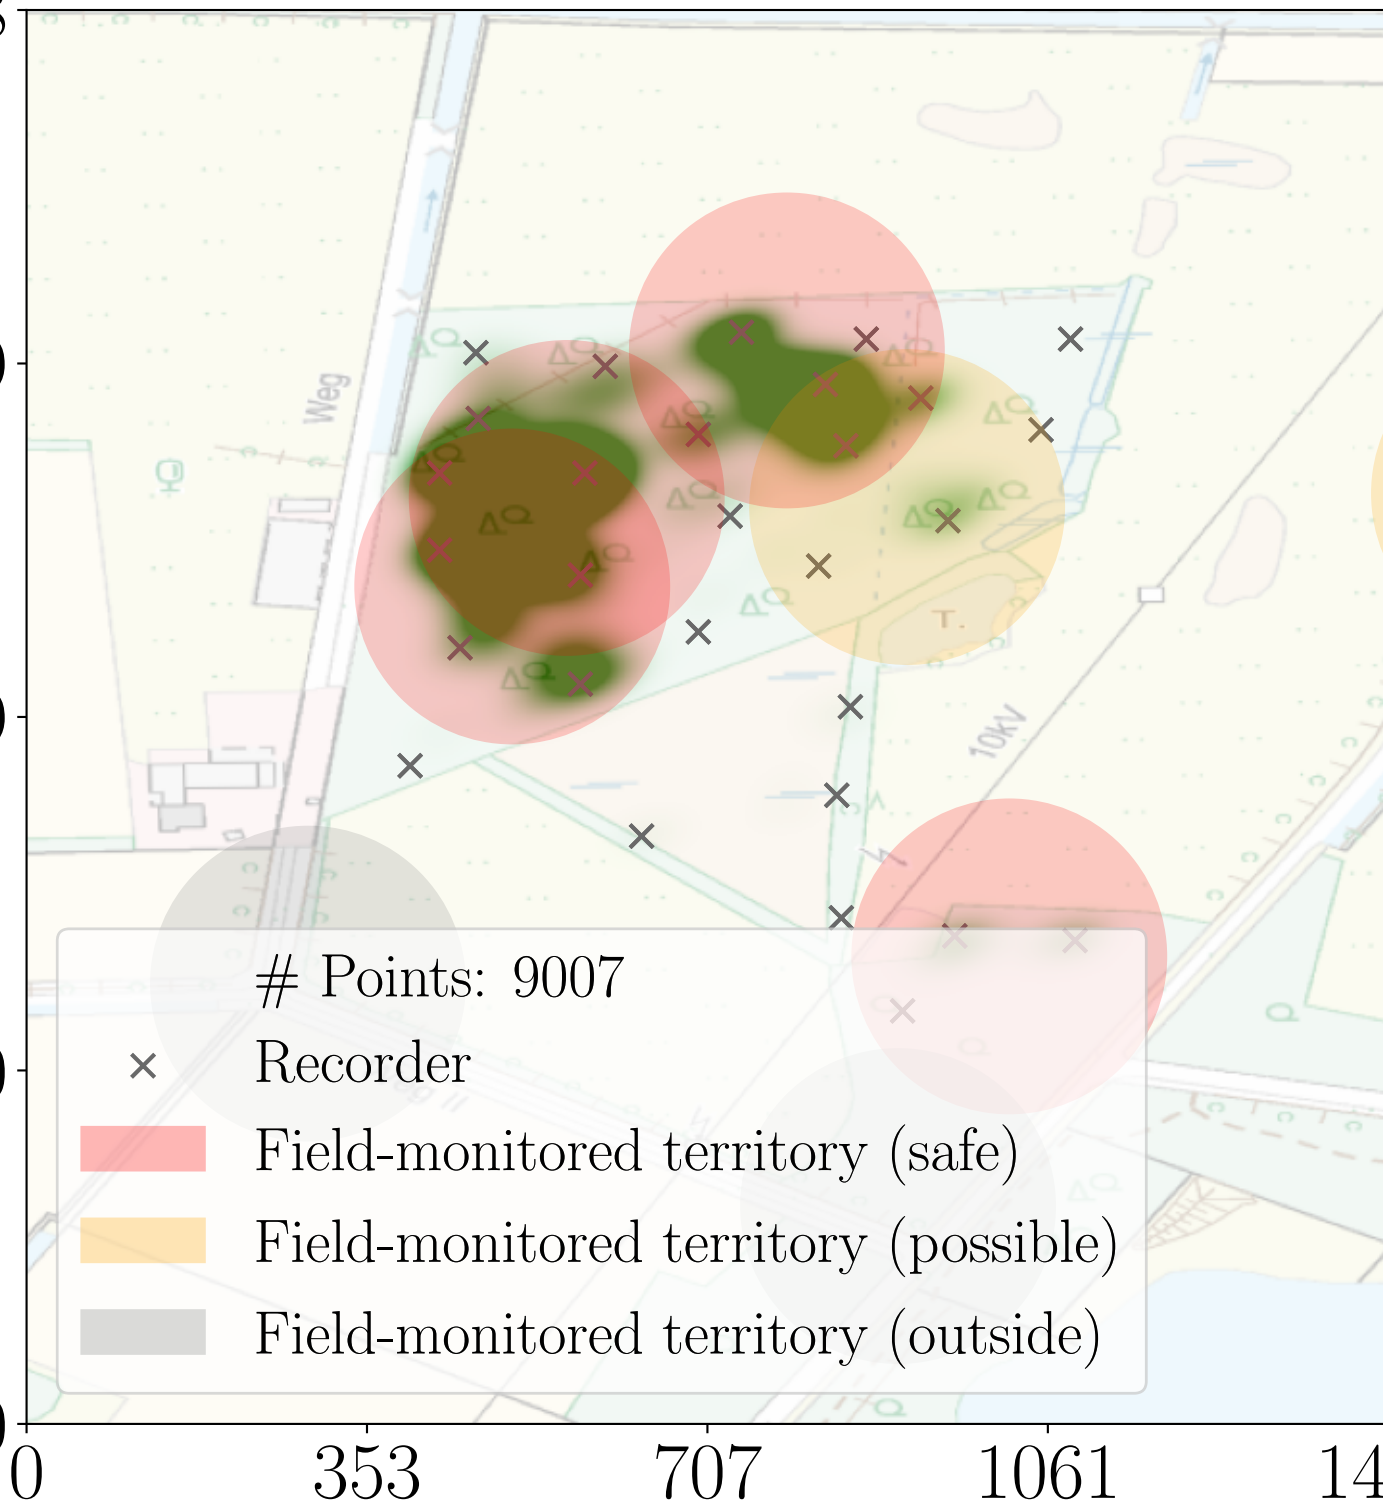 Weg
T.
10kV
# Points: 9007
Recorder
Field-monitored territory (safe)
Field-monitored territory (possible)
Field-monitored territory (outside)
0
353
707
1061